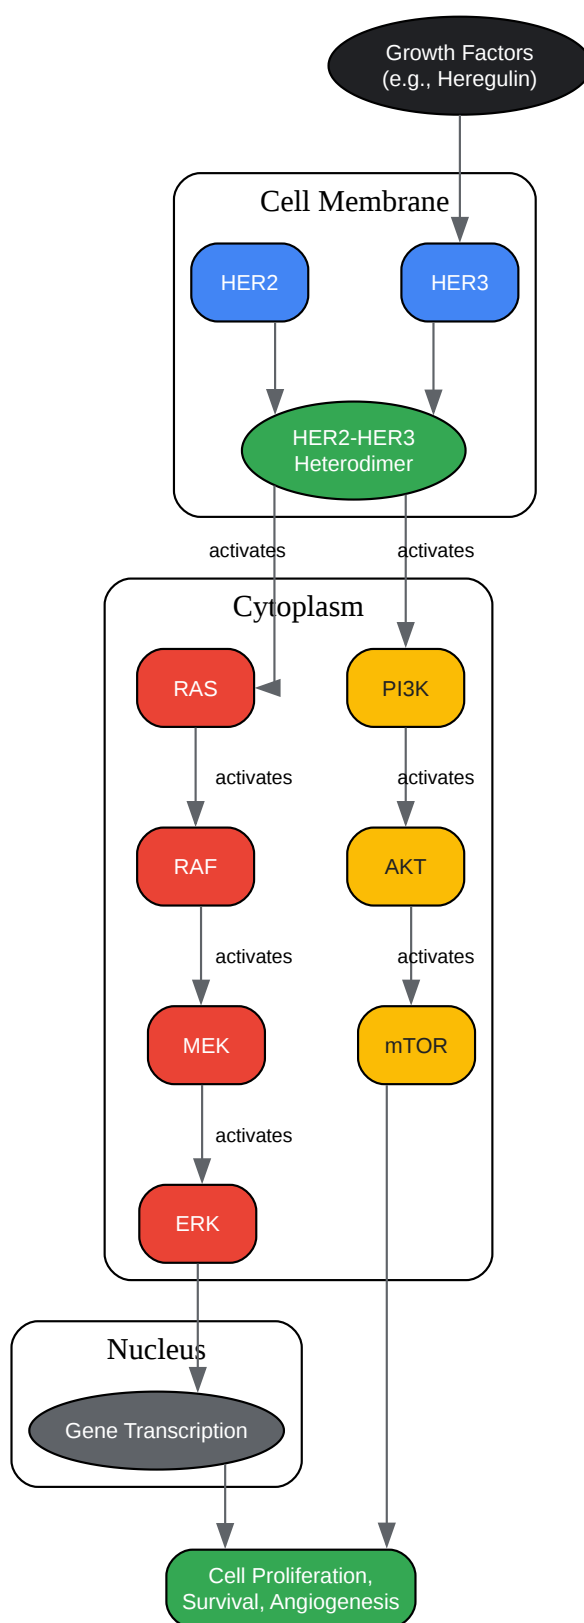 Growth Factors
(e.g., Heregulin)
Cell Membrane
HER2
HER3
HER2-HER3
Heterodimer
activates
activates
Cytoplasm
RAS
PI3K
activates
activates
RAF
AKT
activates
activates
MEK
mTOR
activates
ERK
Nucleus
Gene Transcription
Cell Proliferation,
Survival, Angiogenesis